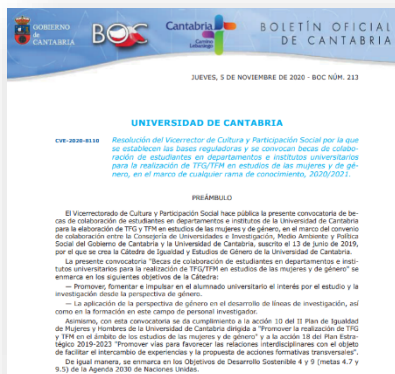 GOBIERNO
de
CANTABRIA
BOC
Cantabria
Camino
Lebaniego
BOLETÍN OFICIAL
DE CANTABRIA
JUEVES, 5 DE NOVIEMBRE DE 2020 - BOC NÚM. 213
UNIVERSIDAD DE CANTABRIA
CVE-2020-8110 Resolución del Vicerrector de Cultura y Participación Social por la que
se establecen las bases reguladoras y se convocan becas de colabo-
ración de estudiantes en departamentos e institutos universitarios
para la realización de TFG/TFM en estudios de las mujeres y de gé-
nero, en el marco de cualquier rama de conocimiento, 2020/2021.
PREÁMBULO
El Vicerrectorado de Cultura y Participación Social hace pública la presente convocatoria de be-
cas de colaboración de estudiantes en departamentos e institutos de la Universidad de Cantabria
para la elaboración de TFG y TFM en estudios de las mujeres y de género, en el marco del convenio
de colaboración entre la Consejería de Universidades e Investigación, Medio Ambiente y Política
Social del Gobierno de Cantabria y la Universidad de Cantabria, suscrito el 13 de junio de 2019,
por el que se crea la Cátedra de Igualdad y Estudios de Género de la Universidad de Cantabria.
La presente convocatoria "Becas de colaboración de estudiantes en departamentos e insti-
tutos universitarios para la realización de TFG/TFM en estudios de las mujeres y de género" se
enmarca en los siguientes objetivos de la Cátedra:
— Promover, fomentar e impulsar en el alumnado universitario el interés por el estudio y la
investigación desde la perspectiva de género.
— La aplicación de la perspectiva de género en el desarrollo de líneas de investigación, así
como en la formación en este campo de personal investigador.
Asimismo, con esta convocatoria se da cumplimiento a la acción 10 del II Plan de Igualdad
de Mujeres y Hombres de la Universidad de Cantabria dirigida a "Promover la realización de TFG
y TFM en el ámbito de los estudios de las mujeres y de género" y a la acción 18 del Plan Estra-
tégico 2019-2023 "Promover vías para favorecer las relaciones interdisciplinares con el objeto
de facilitar el intercambio de experiencias y la propuesta de acciones formativas transversales".
De igual manera, se enmarca en los Objetivos de Desarrollo Sostenible 4 y 9 (metas 4.7 y
9.5) de la Agenda 2030 de Naciones Unidas.